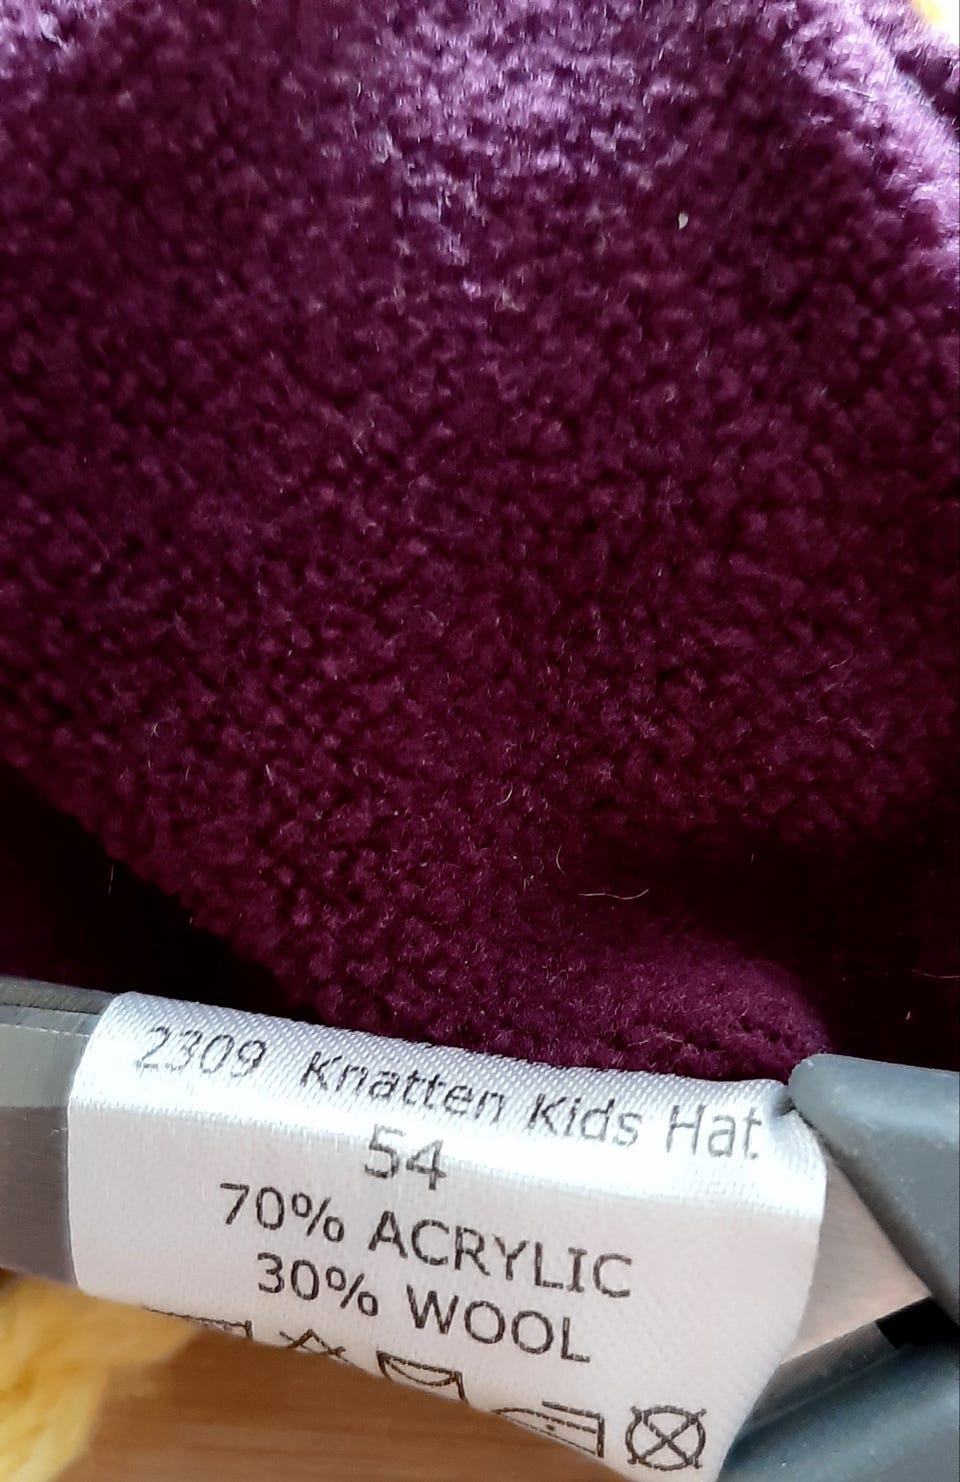 2309 Knatten Kids Hat
54
70% ACRYLIC
30% WOOL